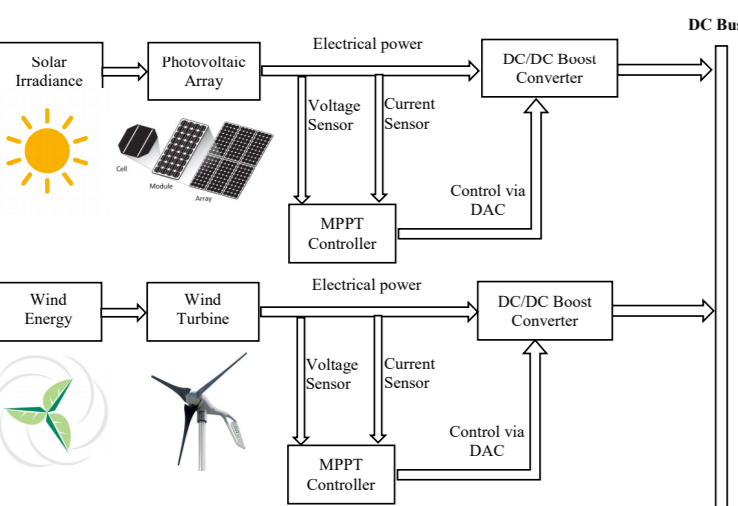 DC Bus
Electrical power
Solar
Irradiance
Photovoltaic
Array
DC/DC Boost
Converter
Voltage
Sensor
Current
Sensor
Cell
Module
Array
Control via
DAC
MPPT
Controller
Electrical power
Wind
Energy
Wind
Turbine
DC/DC Boost
Converter
Voltage
Sensor
Current
Sensor
Control via
DAC
MPPT
Controller